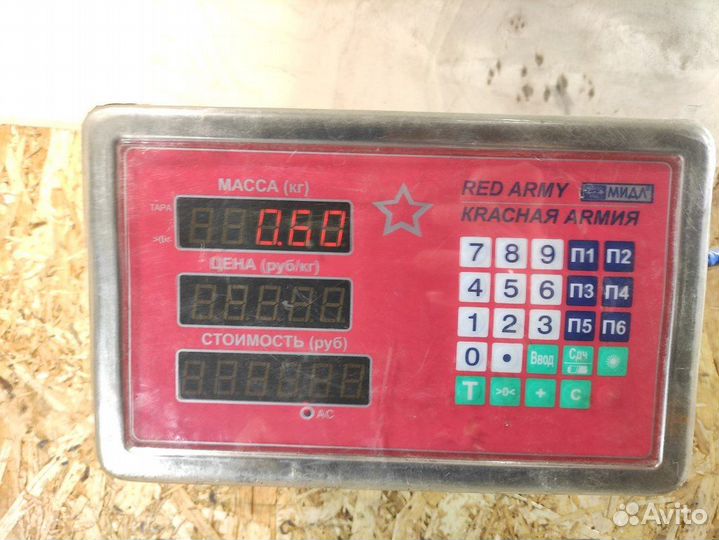 МАССА (кг)
ТАРА
>0<
0.60
ЦЕНА (руб/кг)
СТОИМОСТЬ (руб)
AC
RED ARMY МИДЛ
КРАСНАЯ АРМИЯ
7 8 9 П1 П2
4 5 6 П3 П4
1 2 3 П5 П6
0 • Ввод Сдч
T >0< + C
Avito